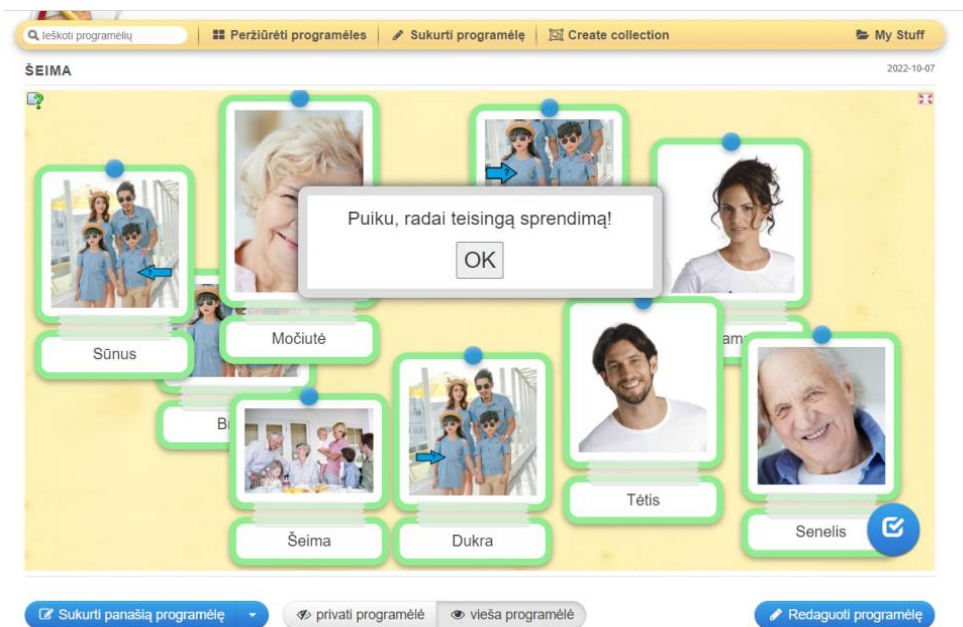 Ieškoti programėlių
Peržiūrėti programėles
Sukurti programėlę
Create collection
My Stuff
ŠEIMA
2022-10-07
Puiku, radai teisingą sprendimą!
OK
Močiutė
Sūnus
Šeima
Dukra
Tėtis
Senelis
Sukurti panašią programėlę
privati programėlė
vieša programėlė
Redaguoti programėlę